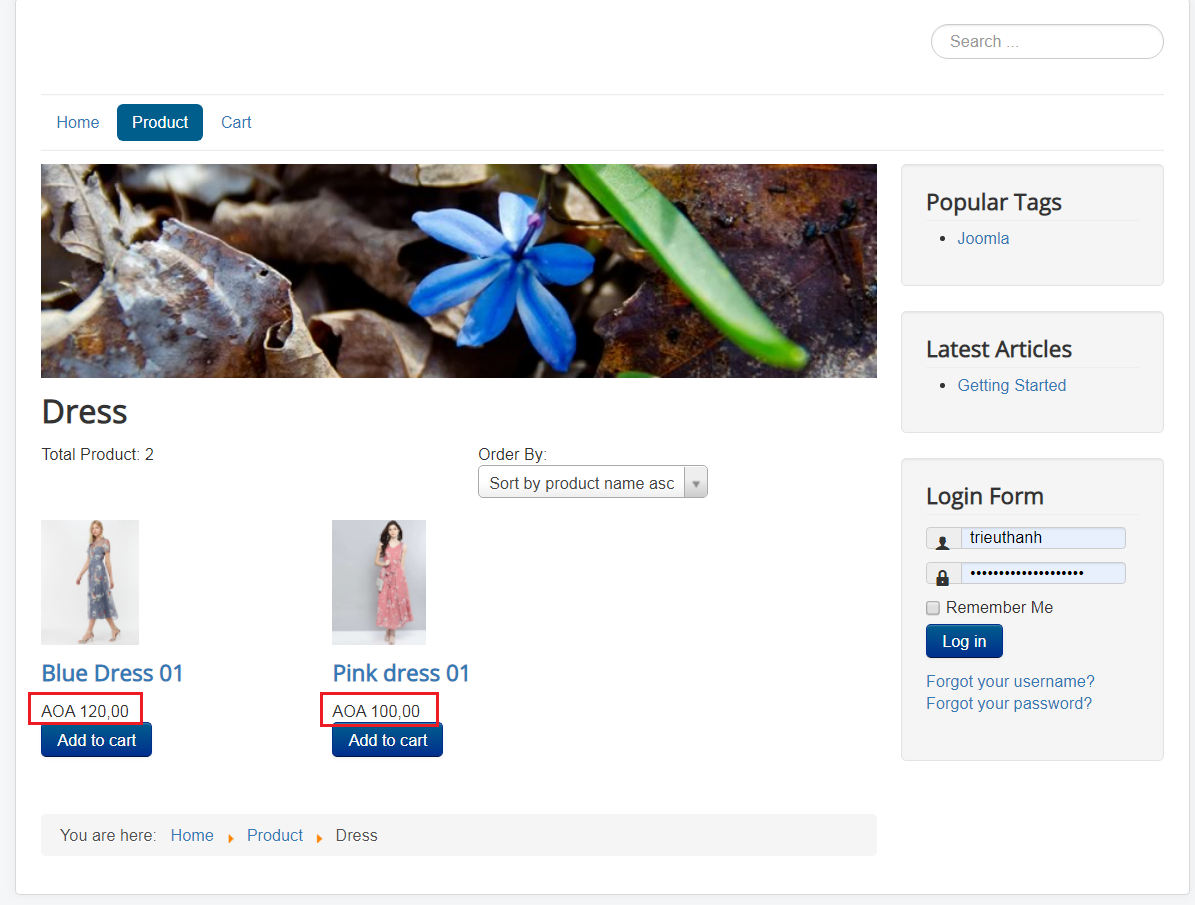 Search ...
Home Product Cart
Dress
Total Product: 2
Order By:
Sort by product name asc
Blue Dress 01
AOA 120,00
Add to cart
Pink dress 01
AOA 100,00
Add to cart
You are here: Home Product Dress
Popular Tags
Joomla
Latest Articles
Getting Started
Login Form
trieuthanh
••••••••••••••••••••
Remember Me
Log in
Forgot your username?
Forgot your password?